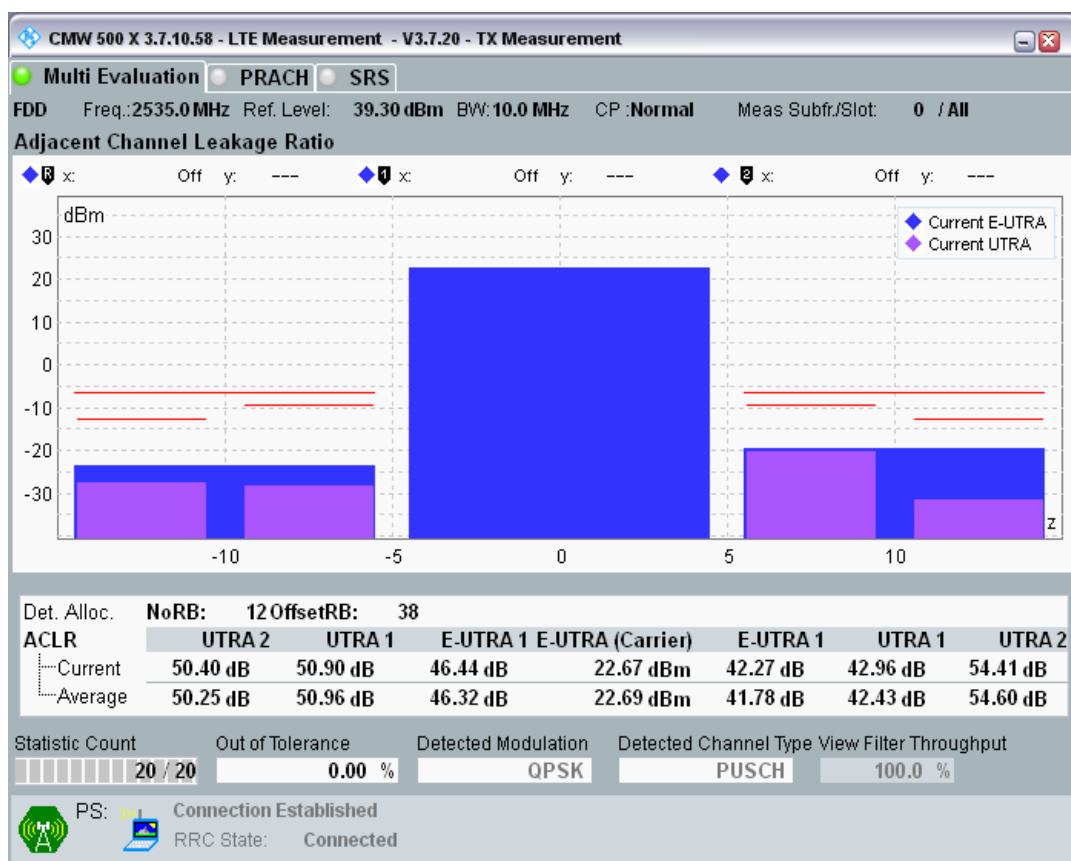 CMW 500 X 3.7.10.58 - LTE Measurement - V3.7.20 - TX Measurement
Multi Evaluation PRACH SRS
FDD Freq.:2535.0 MHz Ref. Level: 39.30 dBm BW:10.0 MHz CP :Normal Meas Subfr./Slot: 0 / All
Adjacent Channel Leakage Ratio
R x: Off y: --- 1 x: Off y: --- 2 x: Off y: ---
dBm
Current E-UTRA
Current UTRA
30
20
10
0
-10
-20
-30
z
-10 -5 0 5 10
Det. Alloc. NoRB: 12 OffsetRB: 38
ACLR UTRA 2 UTRA 1 E-UTRA 1 E-UTRA (Carrier) E-UTRA 1 UTRA 1 UTRA 2
Current 50.40 dB 50.90 dB 46.44 dB 22.67 dBm 42.27 dB 42.96 dB 54.41 dB
Average 50.25 dB 50.96 dB 46.32 dB 22.69 dBm 41.78 dB 42.43 dB 54.60 dB
Statistic Count Out of Tolerance Detected Modulation Detected Channel Type View Filter Throughput
20 / 20 0.00 % QPSK PUSCH 100.0 %
PS: Connection Established
RRC State: Connected